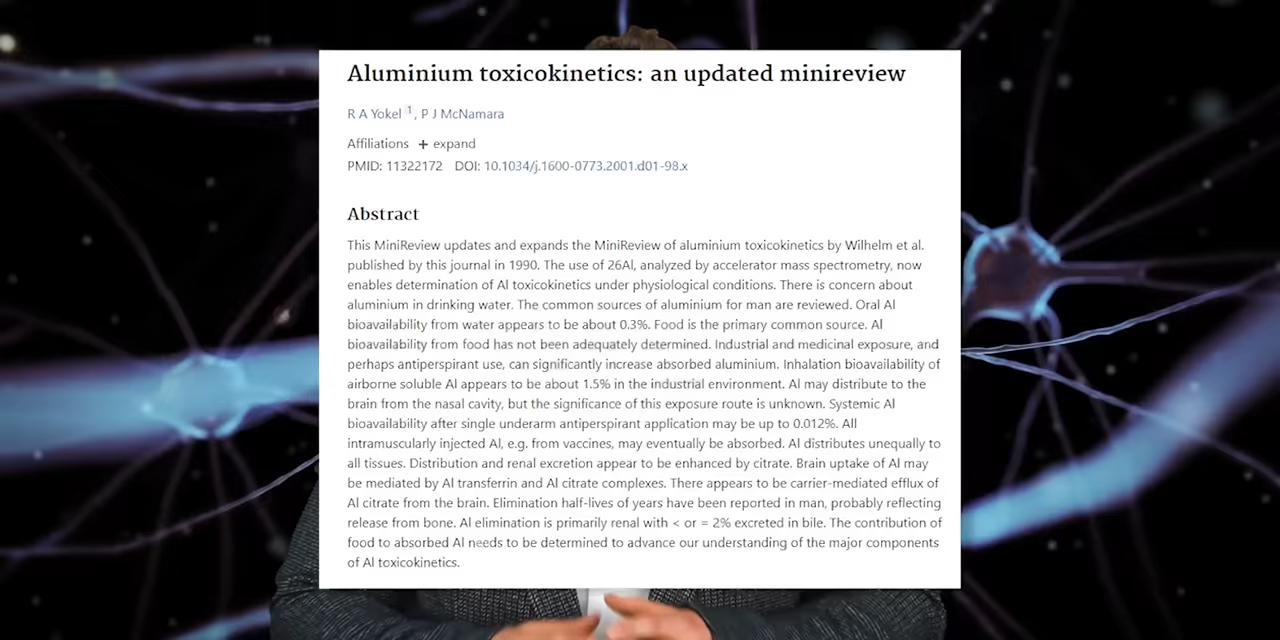 Aluminium toxicokinetics: an updated minireview
R A Yokel 1, P J McNamara
Affiliations + expand
PMID: 11322172 DOI: 10.1034/j.1600-0773.2001.d01-98.x
Abstract
This MiniReview updates and expands the MiniReview of aluminium toxicokinetics by Wilhelm et al.
published by this journal in 1990. The use of 26Al, analyzed by accelerator mass spectrometry, now
enables determination of Al toxicokinetics under physiological conditions. There is concern about
aluminium in drinking water. The common sources of aluminium for man are reviewed. Oral Al
bioavailability from water appears to be about 0.3%. Food is the primary common source. Al
bioavailability from food has not been adequately determined. Industrial and medicinal exposure, and
perhaps antiperspirant use, can significantly increase absorbed aluminium. Inhalation bioavailability of
airborne soluble Al appears to be about 1.5% in the industrial environment. Al may distribute to the
brain from the nasal cavity, but the significance of this exposure route is unknown. Systemic Al
bioavailability after single underarm antiperspirant application may be up to 0.012%. All
intramuscularly injected Al, e.g. from vaccines, may eventually be absorbed. Al distributes unequally to
all tissues. Distribution and renal excretion appear to be enhanced by citrate. Brain uptake of Al may
be mediated by Al transferrin and Al citrate complexes. There appears to be carrier-mediated efflux of
Al citrate from the brain. Elimination half-lives of years have been reported in man, probably reflecting
release from bone. Al elimination is primarily renal with < or = 2% excreted in bile. The contribution of
food to absorbed Al needs to be determined to advance our understanding of the major components
of Al toxicokinetics.